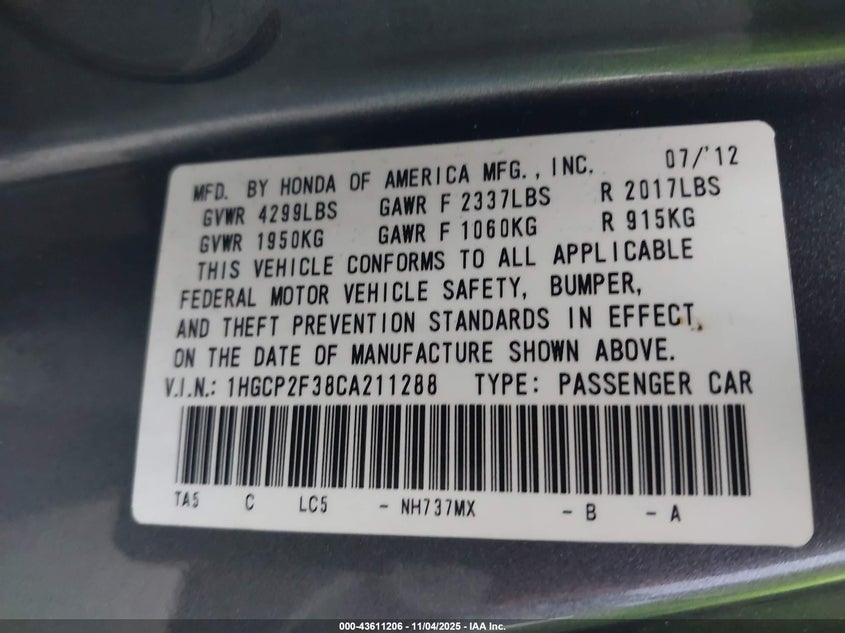 MFD. BY HONDA OF AMERICA MFG., INC. 07/'12
GVWR 4299LBS GAWR F 2337LBS R 2017LBS
GVWR 1950KG GAWR F 1060KG R 915KG
THIS VEHICLE CONFORMS TO ALL APPLICABLE
FEDERAL MOTOR VEHICLE SAFETY, BUMPER,
AND THEFT PREVENTION STANDARDS IN EFFECT
ON THE DATE OF MANUFACTURE SHOWN ABOVE.
V.I.N.: 1HGCP2F38CA211288 TYPE: PASSENGER CAR
TA5 C LC5 - NH737MX - B - A
000-43611206 - 11/04/2025 - IAA Inc.